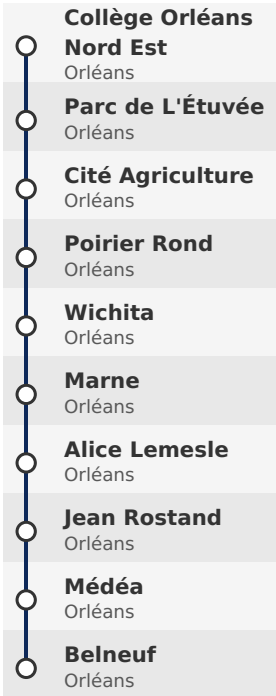 Collège Orléans
Nord Est
Orléans
Parc de L'Étuvée
Orléans
Cité Agriculture
Orléans
Poirier Rond
Orléans
Wichita
Orléans
Marne
Orléans
Alice Lemesle
Orléans
Jean Rostand
Orléans
Médéa
Orléans
Belneuf
Orléans